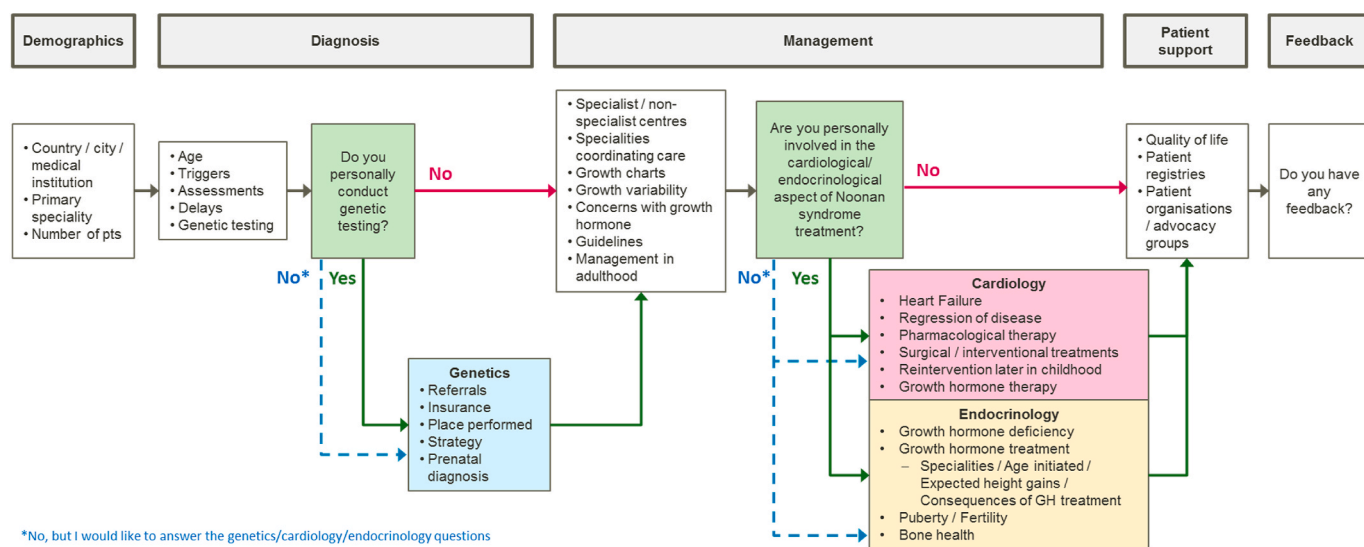 Demographics
Diagnosis
Management
Patient
support
Feedback
• Country / city /
medical
institution
• Primary
speciality
• Number of pts
• Age
• Triggers
• Assessments
• Delays
• Genetic testing
Do you
personally
conduct
genetic
testing?
No
No*
Yes
Genetics
• Referrals
• Insurance
• Place performed
• Strategy
• Prenatal
diagnosis
• Specialist / non-
specialist centres
• Specialities
coordinating care
• Growth charts
• Growth variability
• Concerns with growth
hormone
• Guidelines
• Management in
adulthood
Are you personally
involved in the
cardiological/
endocrinological
aspect of Noonan
syndrome
treatment?
No
No*
Yes
Cardiology
• Heart Failure
• Regression of disease
• Pharmacological therapy
• Surgical / interventional treatments
• Reintervention later in childhood
• Growth hormone therapy
Endocrinology
• Growth hormone deficiency
• Growth hormone treatment
– Specialities / Age initiated /
Expected height gains /
Consequences of GH treatment
• Puberty / Fertility
• Bone health
• Quality of life
• Patient
registries
• Patient
organisations
/ advocacy
groups
Do you have
any
feedback?
*No, but I would like to answer the genetics/cardiology/endocrinology questions